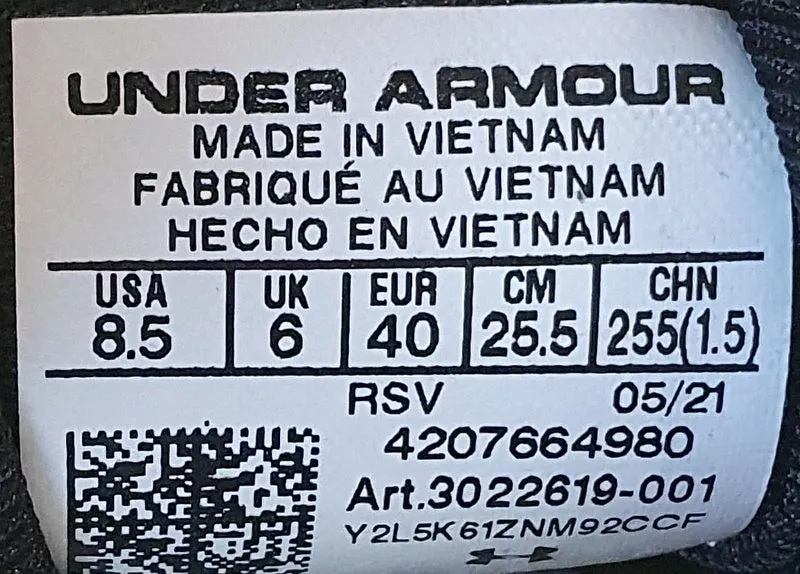 UNDER ARMOUR
MADE IN VIETNAM
FABRIQUÉ AU VIETNAM
HECHO EN VIETNAM
USA UK EUR CM CHN
8.5 6 40 25.5 255(1.5)
RSV 05/21
4207664980
Art.3022619-001
Y2L5K61ZNM92CCF